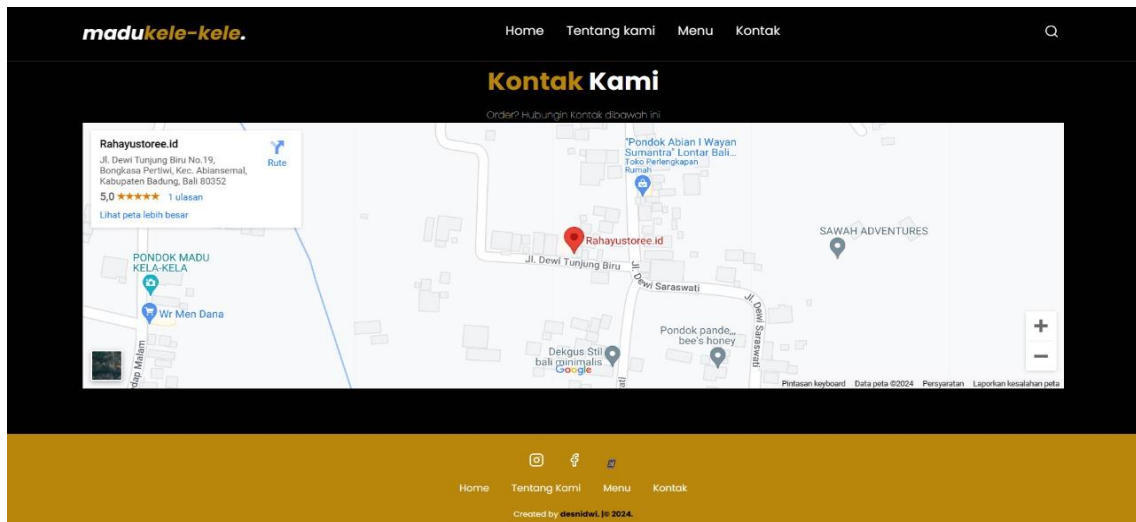 madukele-kele.
Home Tentang kami Menu Kontak
Kontak Kami
Order? Hubungin Kontak dibawah ini
Rahayustoree.id
Jl. Dewi Tunjung Biru No.19,
Bongkasa Pertiwi, Kec. Abiansemal,
Kabupaten Badung, Bali 80352
5,0 ★★★★★ 1 ulasan
Lihat peta lebih besar
Rute
"Pondok Abian I Wayan
Sumantra" Lontar Bali...
Toko Perlengkapan
Rumah
Rahayustoree.id
SAWAH ADVENTURES
Jl. Dewi Tunjung Biru
PONDOK MADU
KELA-KELA
Jl. Dewi Saraswati
Wr Men Dana
Jl. Dewi Saraswati
Pondok pande...
bee's honey
Dekgus Stil
bali minimalis
Google
dap Malam
ati
+
−
Pintasan keyboard Data peta ©2024 Persyaratan Laporkan kesalahan peta
Home Tentang Kami Menu Kontak
Created by desnidwi. |© 2024.